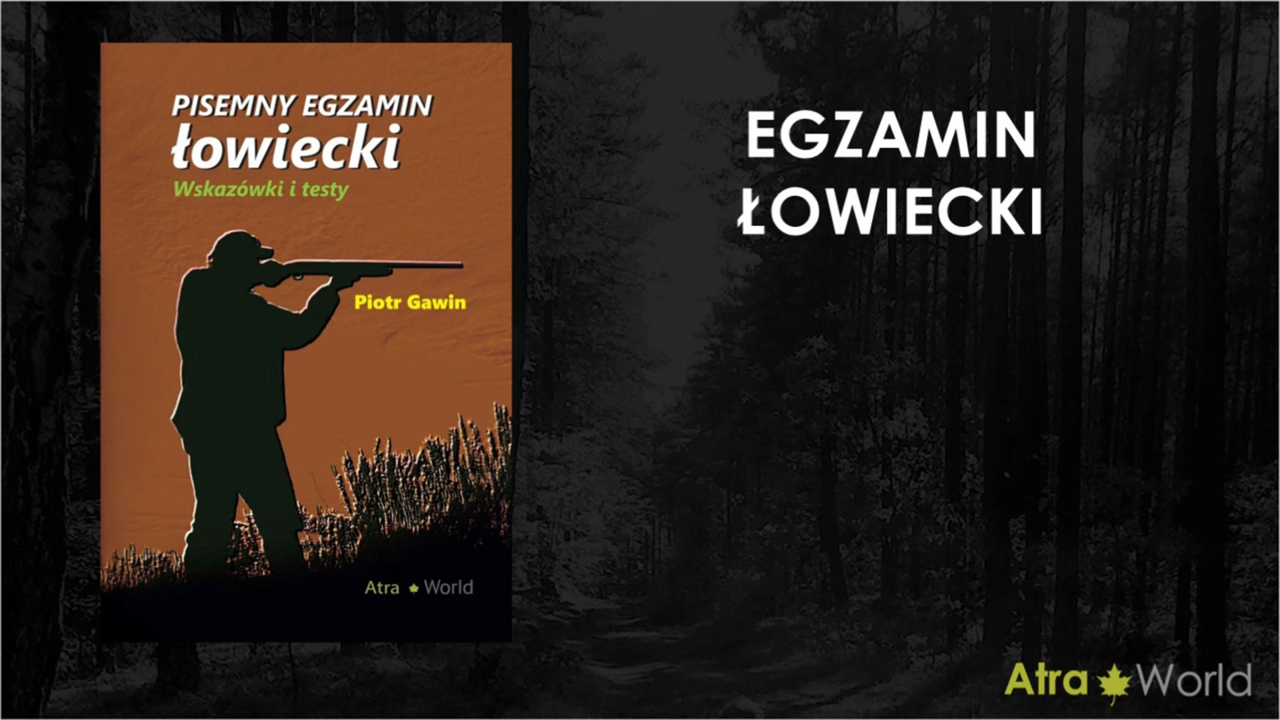 PISEMNY EGZAMIN
łowiecki
Wskazówki i testy
Piotr Gawin
Atra World
EGZAMIN
ŁOWIECKI
Atra World